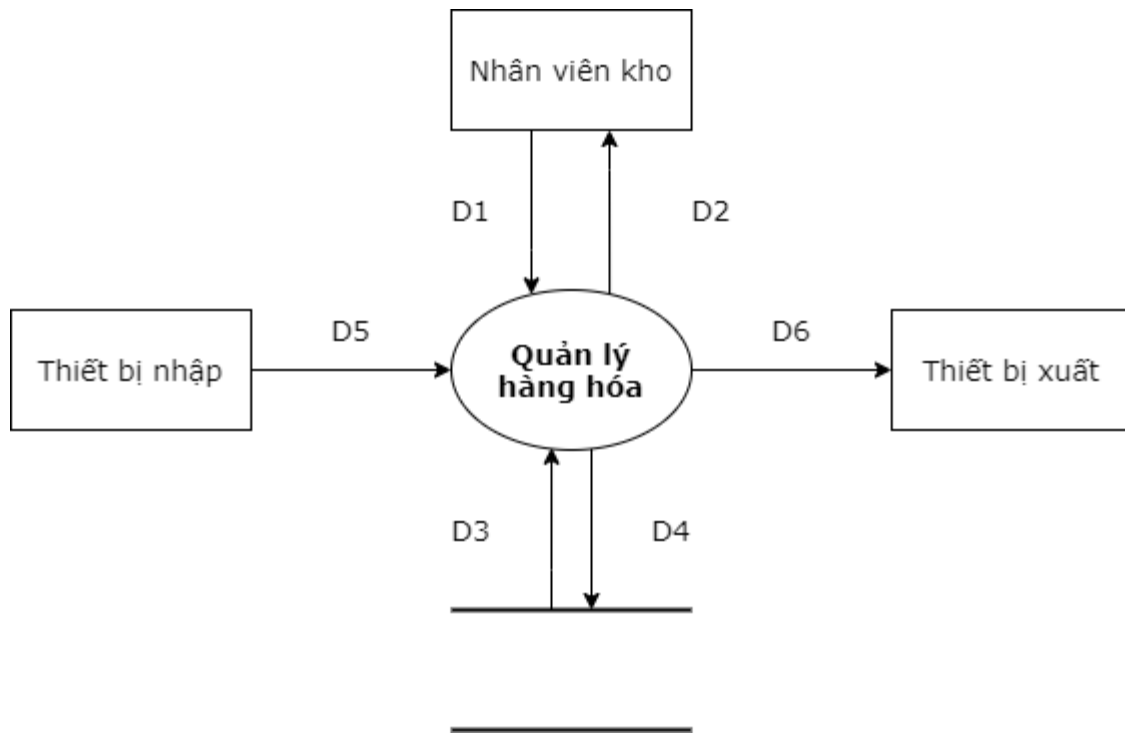 Nhân viên kho
D1
D2
D5
D6
Thiết bị nhập
Quản lý
hàng hóa
Thiết bị xuất
D3
D4